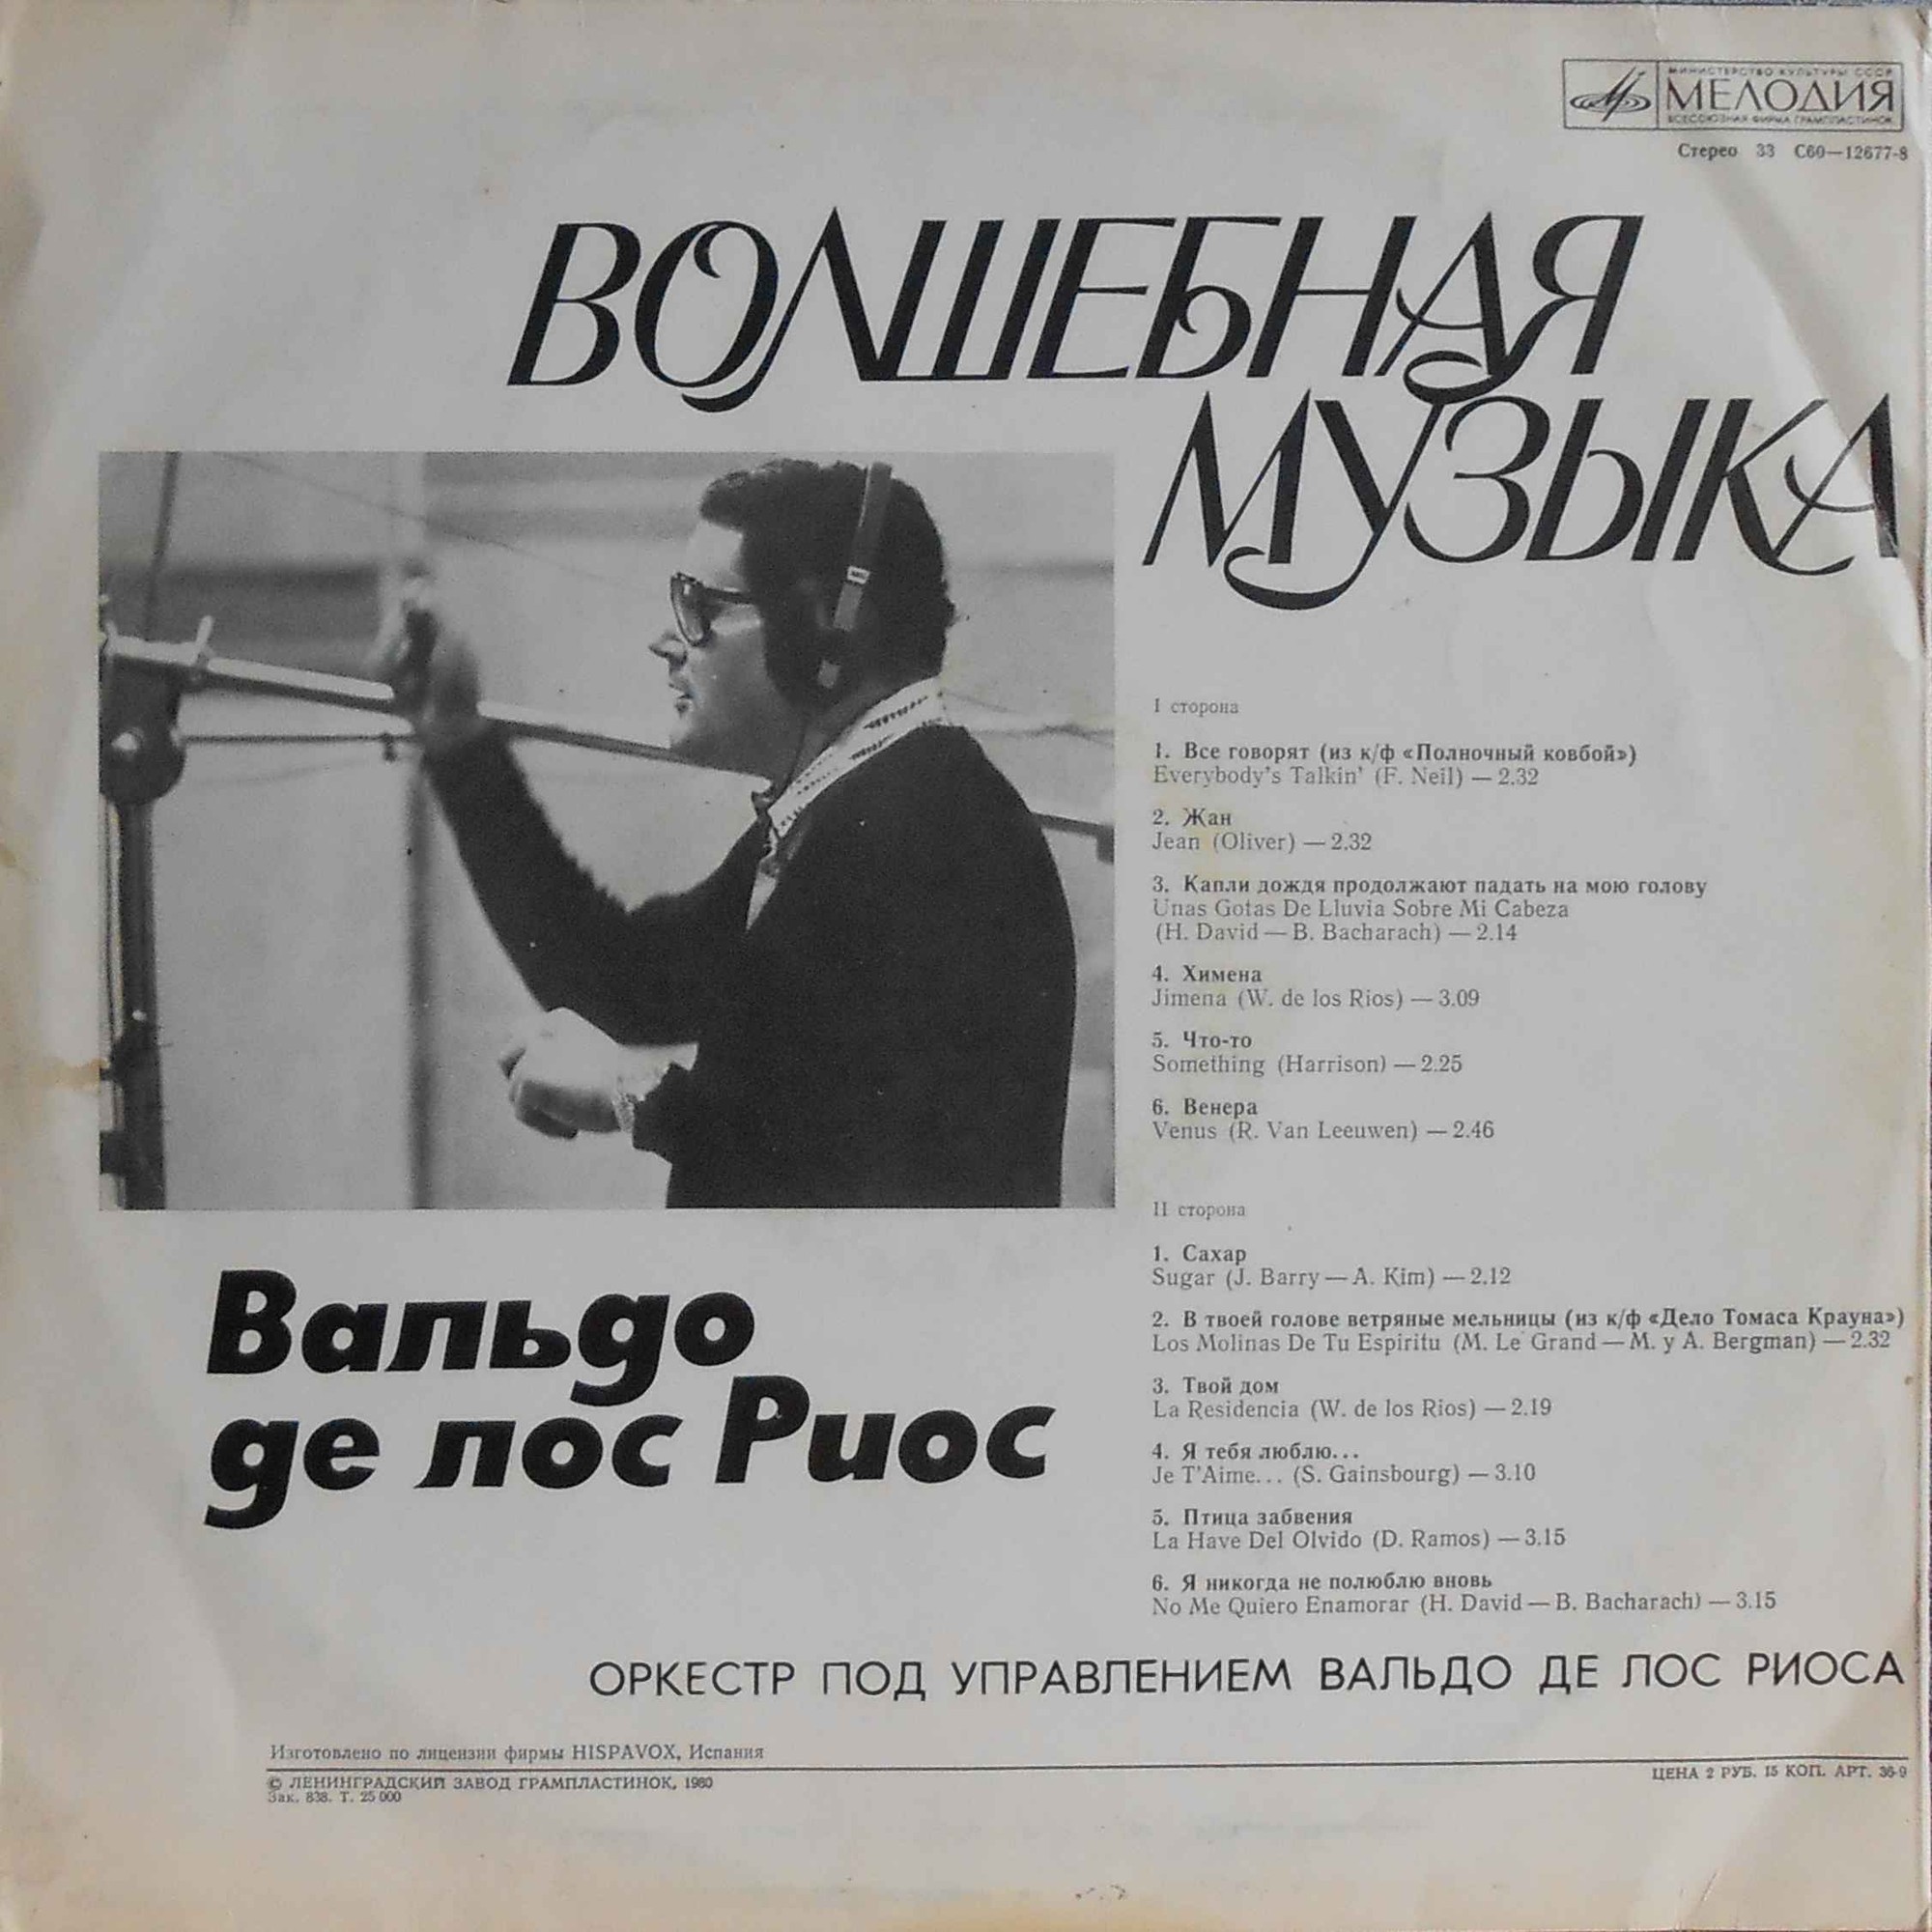 МИНИСТЕРСТВО КУЛЬТУРЫ СССР
МЕЛОДИЯ
ВСЕСОЮЗНАЯ ФИРМА ГРАМПЛАСТИНОК
Стерео 33 С60—12677-8
ВОЛШЕБНАЯ
МУЗЫКА
I сторона
1. Все говорят (из к/ф «Полночный ковбой»)
Everybody's Talkin' (F. Neil) — 2.32
2. Жан
Jean (Oliver) — 2.32
3. Капли дождя продолжают падать на мою голову
Unas Gotas De Lluvia Sobre Mi Cabeza
(H. David — B. Bacharach) — 2.14
4. Химена
Jimena (W. de los Rios) — 3.09
5. Что-то
Something (Harrison) — 2.25
6. Венера
Venus (R. Van Leeuwen) — 2.46
II сторона
1. Сахар
Sugar (J. Barry — A. Kim) — 2.12
2. В твоей голове ветряные мельницы (из к/ф «Дело Томаса Крауна»)
Los Molinas De Tu Espiritu (M. Le Grand — M. y A. Bergman) — 2.32
3. Твой дом
La Residencia (W. de los Rios) — 2.19
4. Я тебя люблю...
Je T'Aime... (S. Gainsbourg) — 3.10
5. Птица забвения
La Have Del Olvido (D. Ramos) — 3.15
6. Я никогда не полюблю вновь
No Me Quiero Enamorar (H. David — B. Bacharach) — 3.15
Вальдо
де лос Риос
ОРКЕСТР ПОД УПРАВЛЕНИЕМ ВАЛЬДО ДЕ ЛОС РИОСА
Изготовлено по лицензии фирмы HISPAVOX, Испания
© ЛЕНИНГРАДСКИЙ ЗАВОД ГРАМПЛАСТИНОК, 1980
Зак. 838. Т. 25 000
ЦЕНА 2 РУБ. 15 КОП. АРТ. 36-9